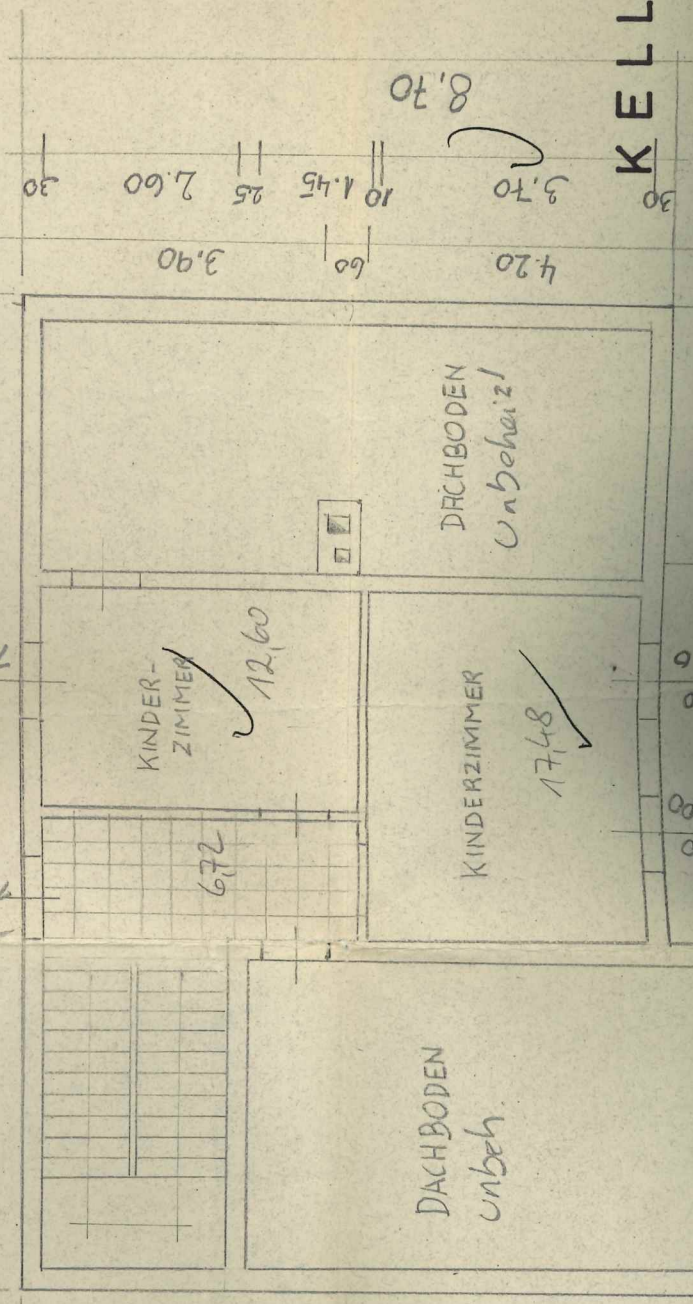 KELL
8,70
30
2.60
25
1.45
10
3.70
30
3.90
60
4.20
DACHBODEN
Unbeheizt
KINDER-
ZIMMER
12,60
6,72
KINDERZIMMER
17,48
DACHBODEN
unbeh.